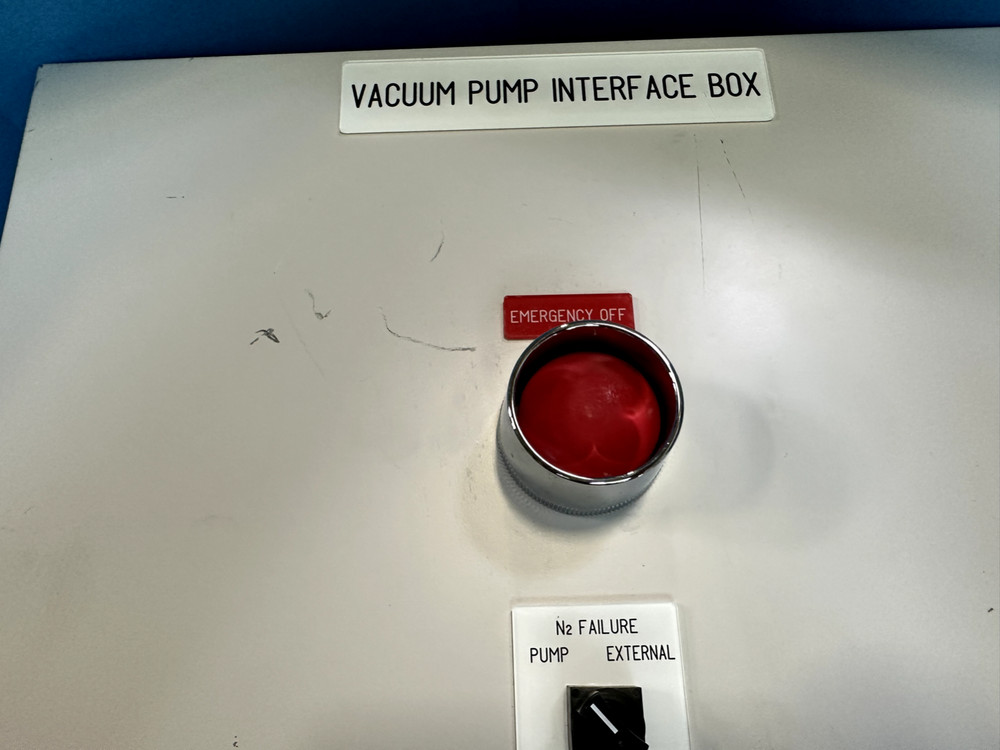 VACUUM PUMP INTERFACE BOX
EMERGENCY OFF
N2 FAILURE
PUMP EXTERNAL